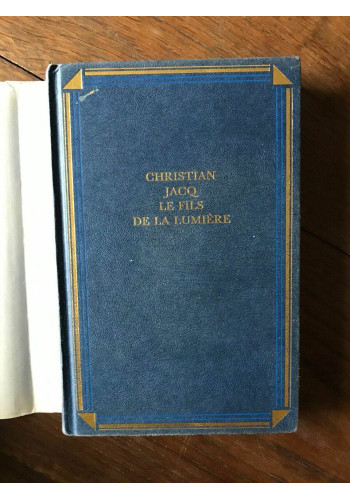 CHRISTIAN
JACQ
LE FILS
DE LA LUMIÈRE